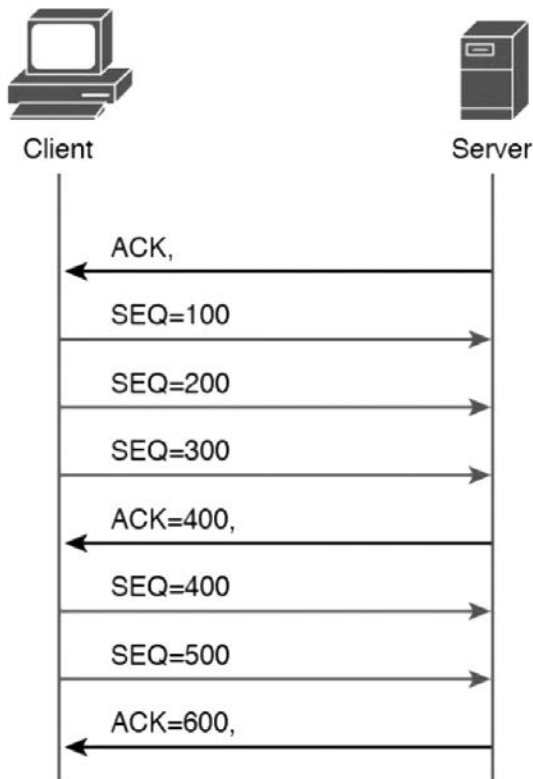 Client
Server
ACK,
SEQ=100
SEQ=200
SEQ=300
ACK=400,
SEQ=400
SEQ=500
ACK=600,